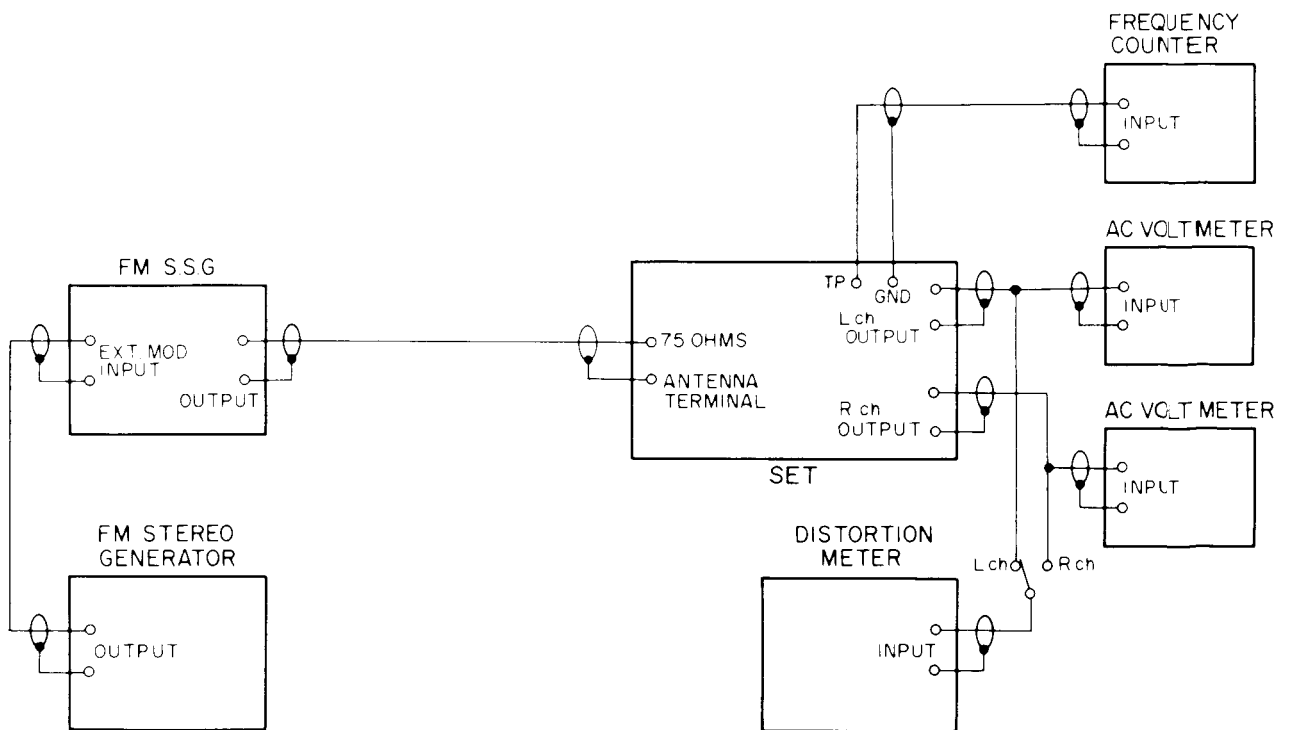 FREQUENCY
COUNTER
INPUT
AC VOLTMETER
INPUT
FM S.S.G
EXT. MOD
INPUT
OUTPUT
TP
GND
L ch
OUTPUT
75 OHMS
ANTENNA
TERMINAL
R ch
OUTPUT
SET
AC VOLT METER
INPUT
FM STEREO
GENERATOR
OUTPUT
DISTORTION
METER
L ch
R ch
INPUT